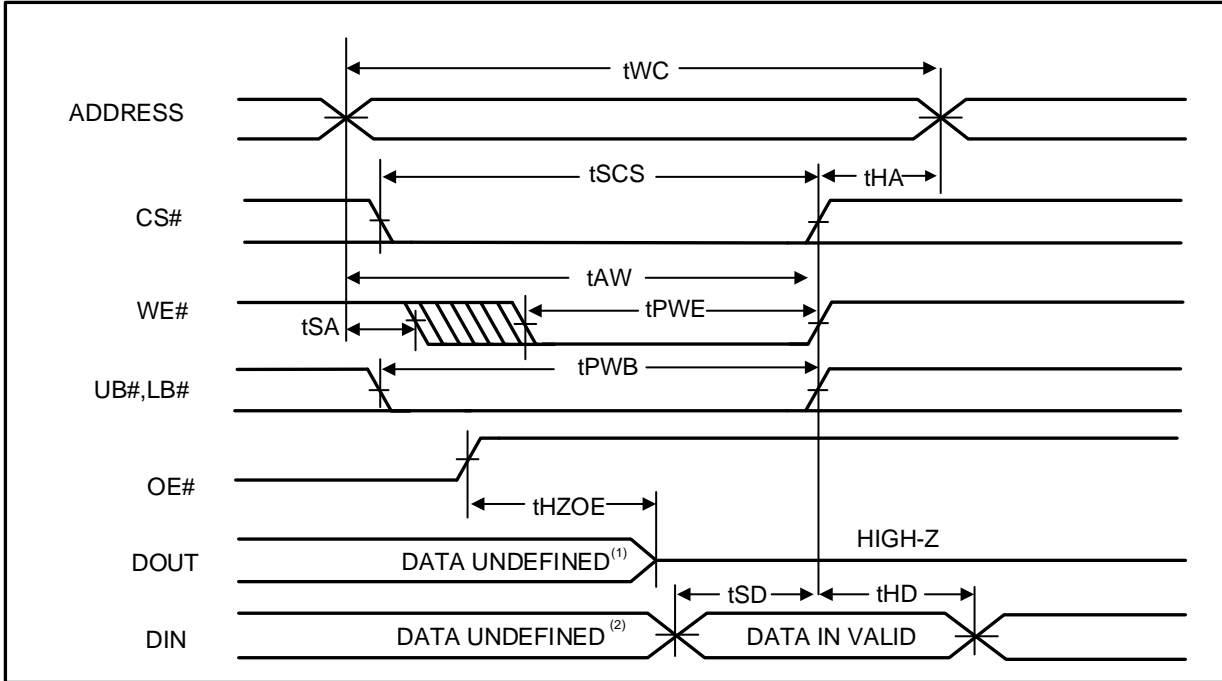 tWC
ADDRESS
tSCS
tHA
CS#
tAW
WE#
tPWE
tSA
tPWB
UB#,LB#
OE#
tHZOE
HIGH-Z
DOUT
DATA UNDEFINED(1)
tSD
tHD
DIN
DATA UNDEFINED (2)
DATA IN VALID